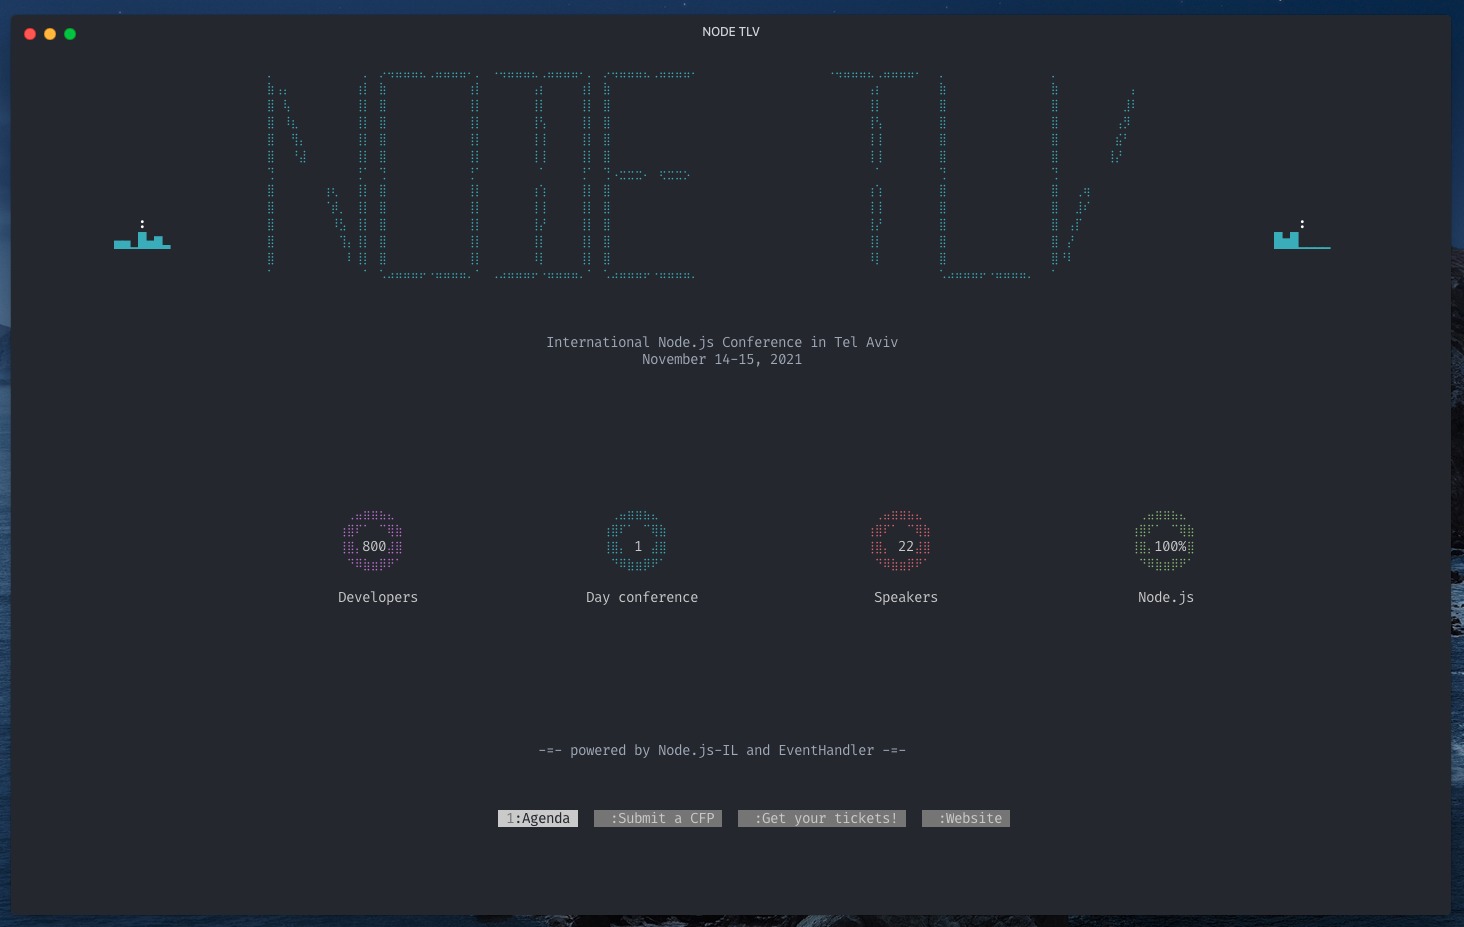 NODE TLV
NODE TLV
International Node.js Conference in Tel Aviv
November 14-15, 2021
800 1 22 100%
Developers Day conference Speakers Node.js
-=- powered by Node.js-IL and EventHandler -=-
1:Agenda :Submit a CFP :Get your tickets! :Website